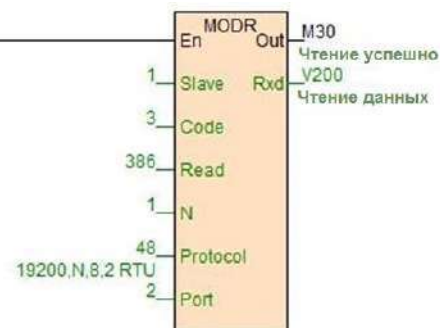 MODR
En Out M30
Чтение успешно
1 Slave Rxd V200
Чтение данных
3 Code
386 Read
1 N
48 Protocol
19200,N,8,2 RTU
2 Port